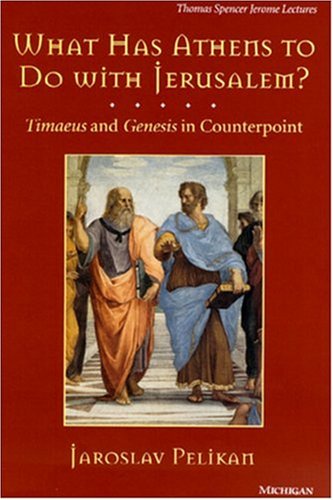 Thomas Spencer Jerome Lectures
WHAT HAS ATHENS TO
DO WITH JERUSALEM?
Timaeus and Genesis in Counterpoint
JAROSLAV PELIKAN
MICHIGAN